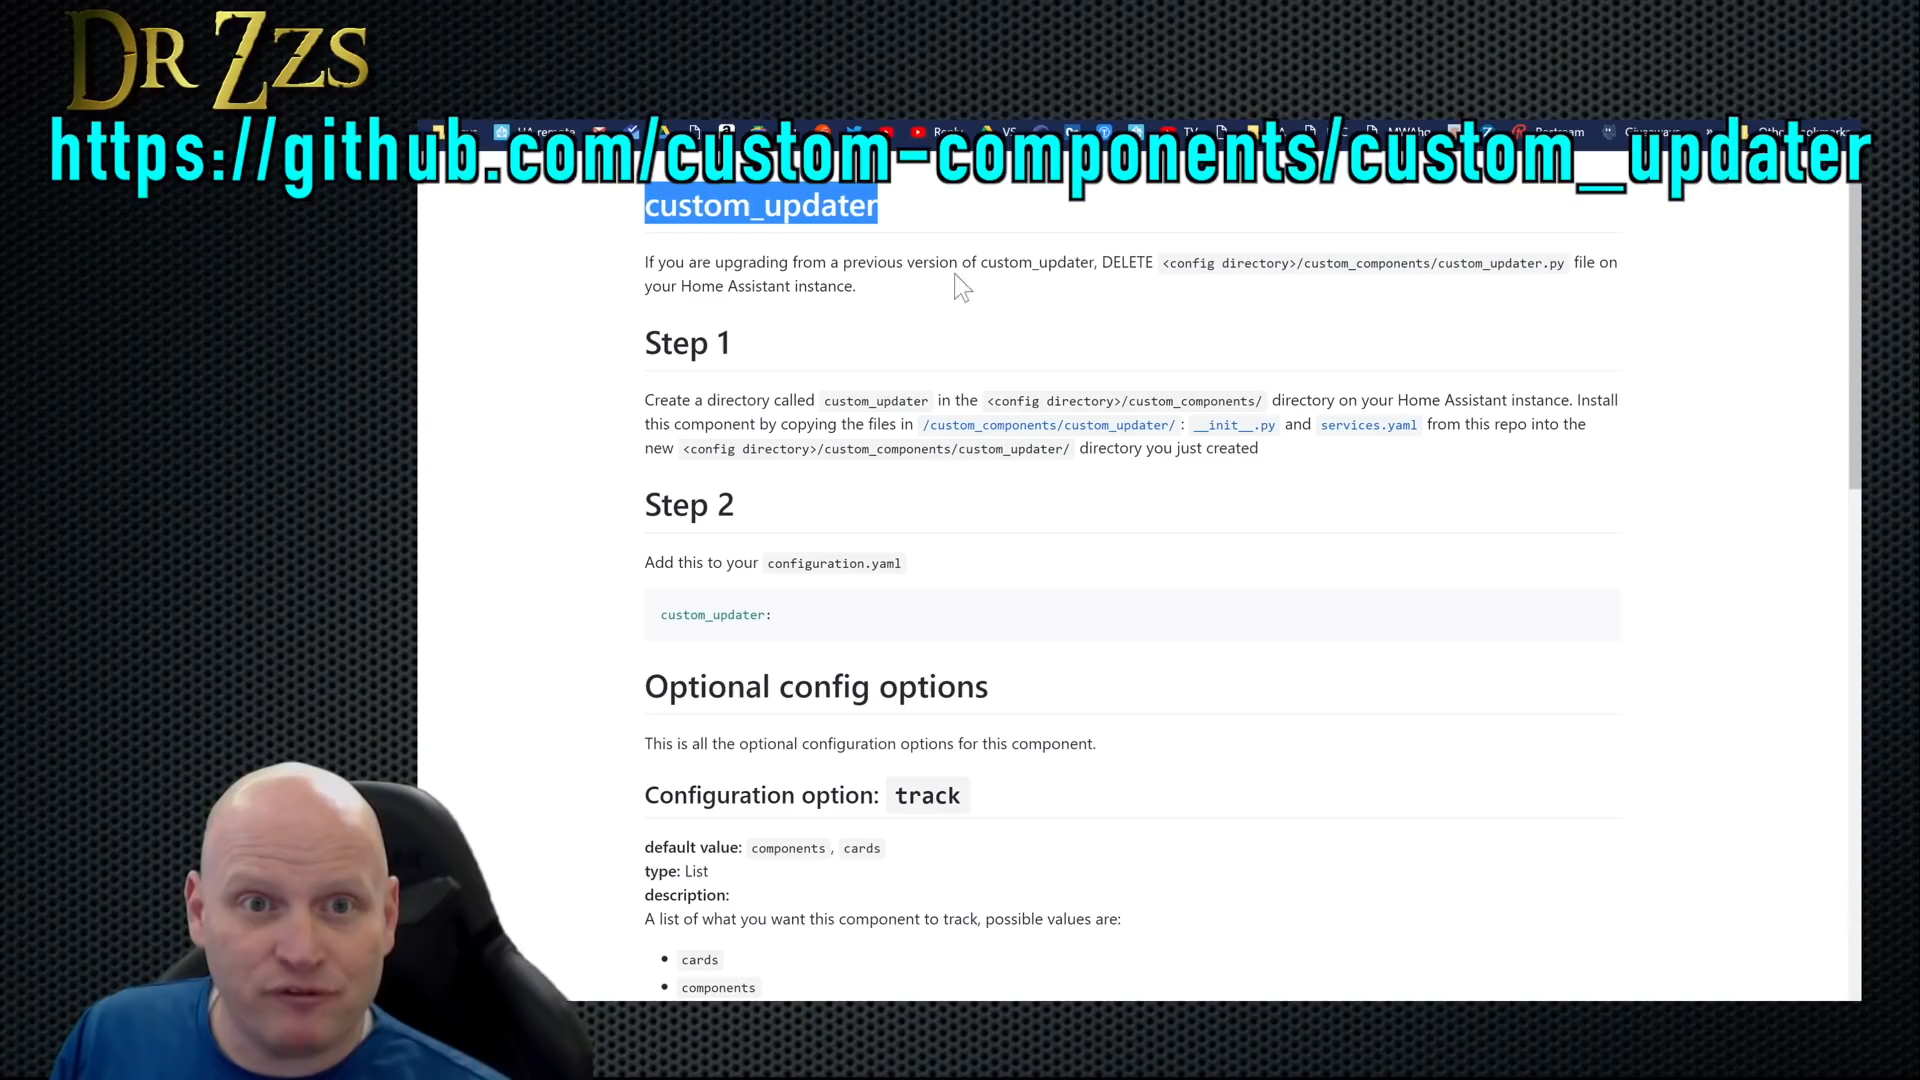 DR ZZS
https://github.com/custom-components/custom_updater
custom_updater
If you are upgrading from a previous version of custom_updater, DELETE <config directory>/custom_components/custom_updater.py file on
your Home Assistant instance.
Step 1
Create a directory called custom_updater in the <config directory>/custom_components/ directory on your Home Assistant instance. Install
this component by copying the files in /custom_components/custom_updater/ : __init__.py and services.yaml from this repo into the
new <config directory>/custom_components/custom_updater/ directory you just created
Step 2
Add this to your configuration.yaml
custom_updater:
Optional config options
This is all the optional configuration options for this component.
Configuration option: track
default value: components , cards
type: List
description:
A list of what you want this component to track, possible values are:
• cards
• components